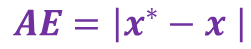 AE = |x* − x |